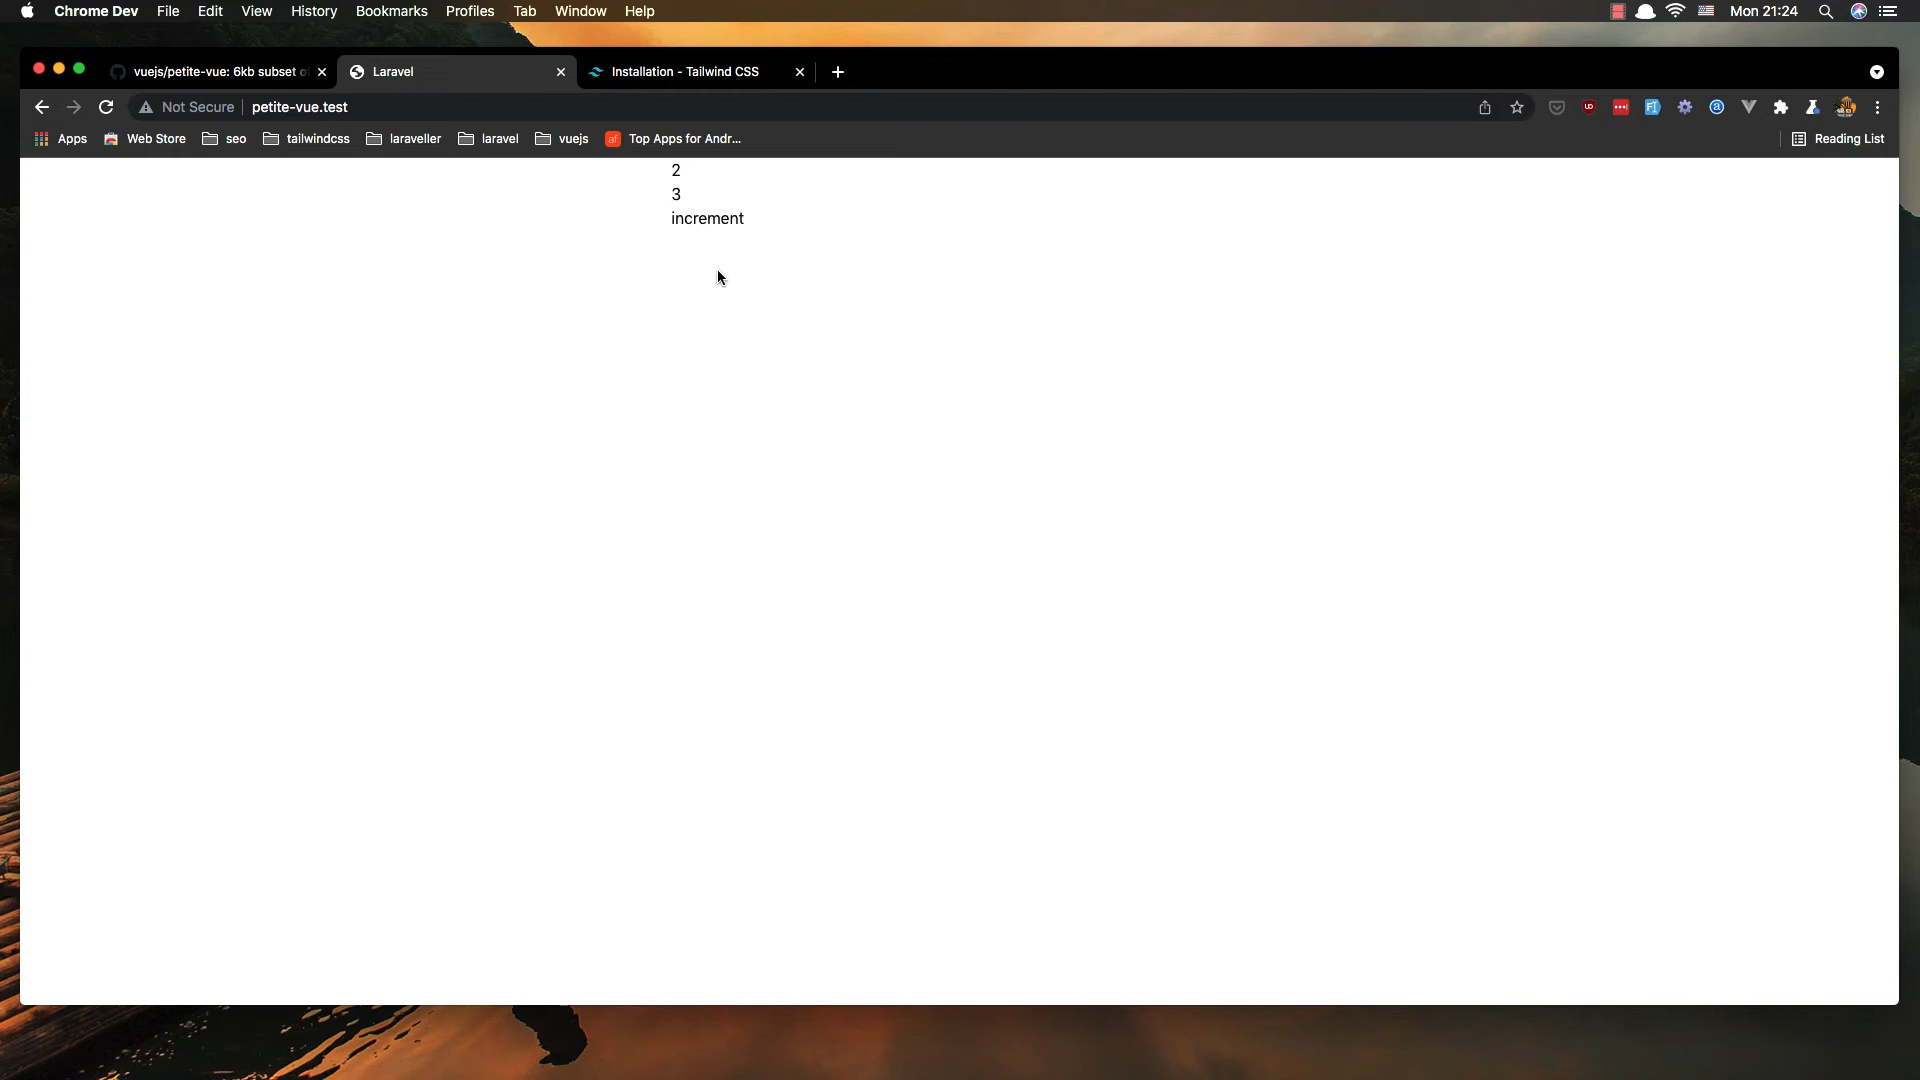 Chrome Dev File Edit View History Bookmarks Profiles Tab Window Help Mon 21:24
vuejs/petite-vue: 6kb subset o Laravel Installation - Tailwind CSS
Not Secure petite-vue.test
Apps Web Store seo tailwindcss laraveller laravel vuejs af Top Apps for Andr... Reading List
2
3
increment